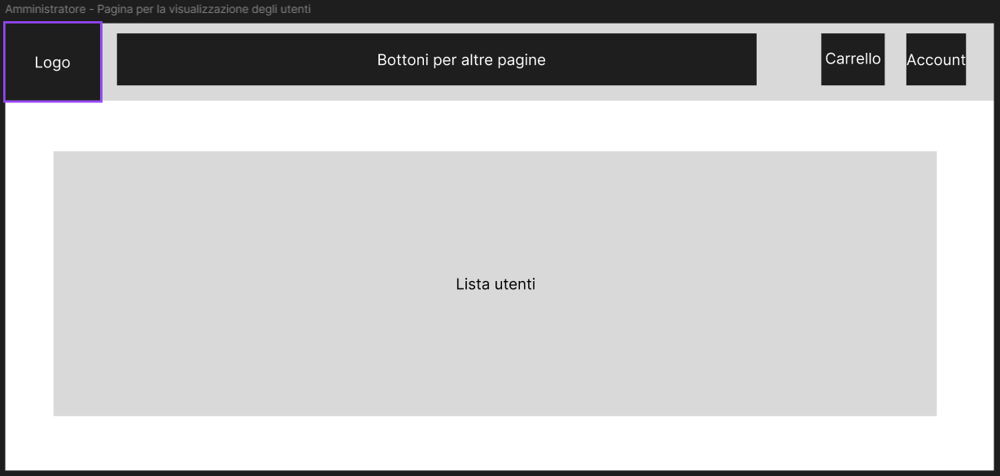 Amministratore - Pagina per la visualizzazione degli utenti
Logo
Bottoni per altre pagine
Carrello
Account
Lista utenti